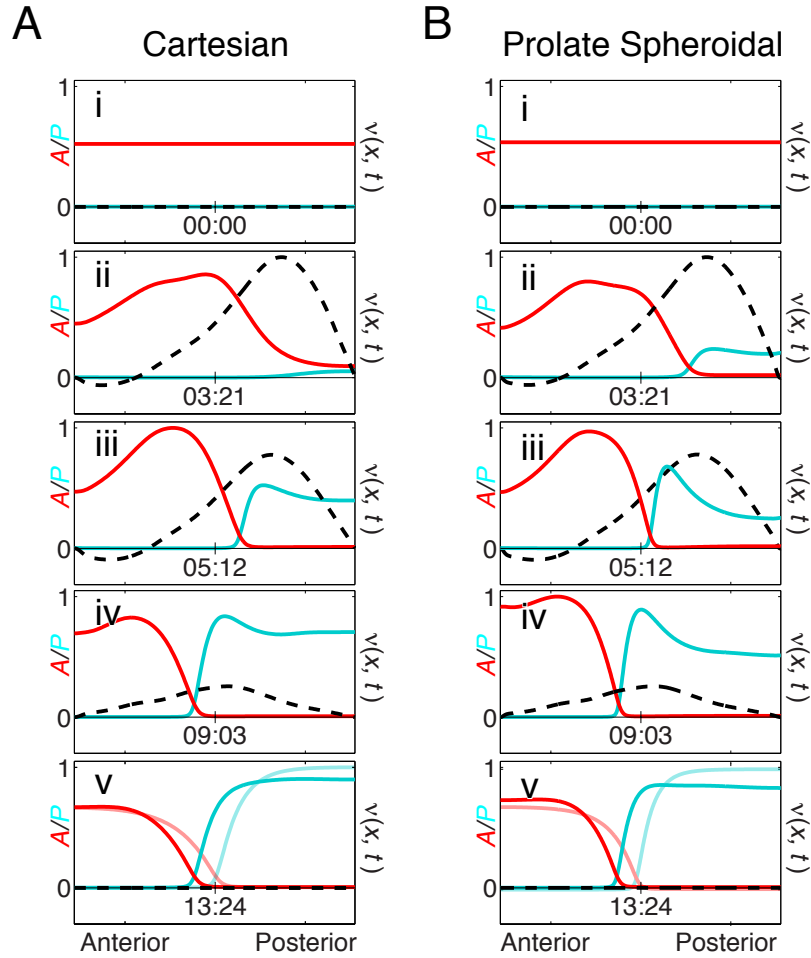 A
Cartesian
1
i
A/P
0
ν(x, t)
00:00
1
ii
A/P
0
ν(x, t)
03:21
1
iii
A/P
0
ν(x, t)
05:12
1
iv
A/P
0
ν(x, t)
09:03
1
v
A/P
0
ν(x, t)
13:24
Anterior Posterior
B
Prolate Spheroidal
1
i
A/P
0
ν(x, t)
00:00
1
ii
A/P
0
ν(x, t)
03:21
1
iii
A/P
0
ν(x, t)
05:12
1
iv
A/P
0
ν(x, t)
09:03
1
v
A/P
0
ν(x, t)
13:24
Anterior Posterior